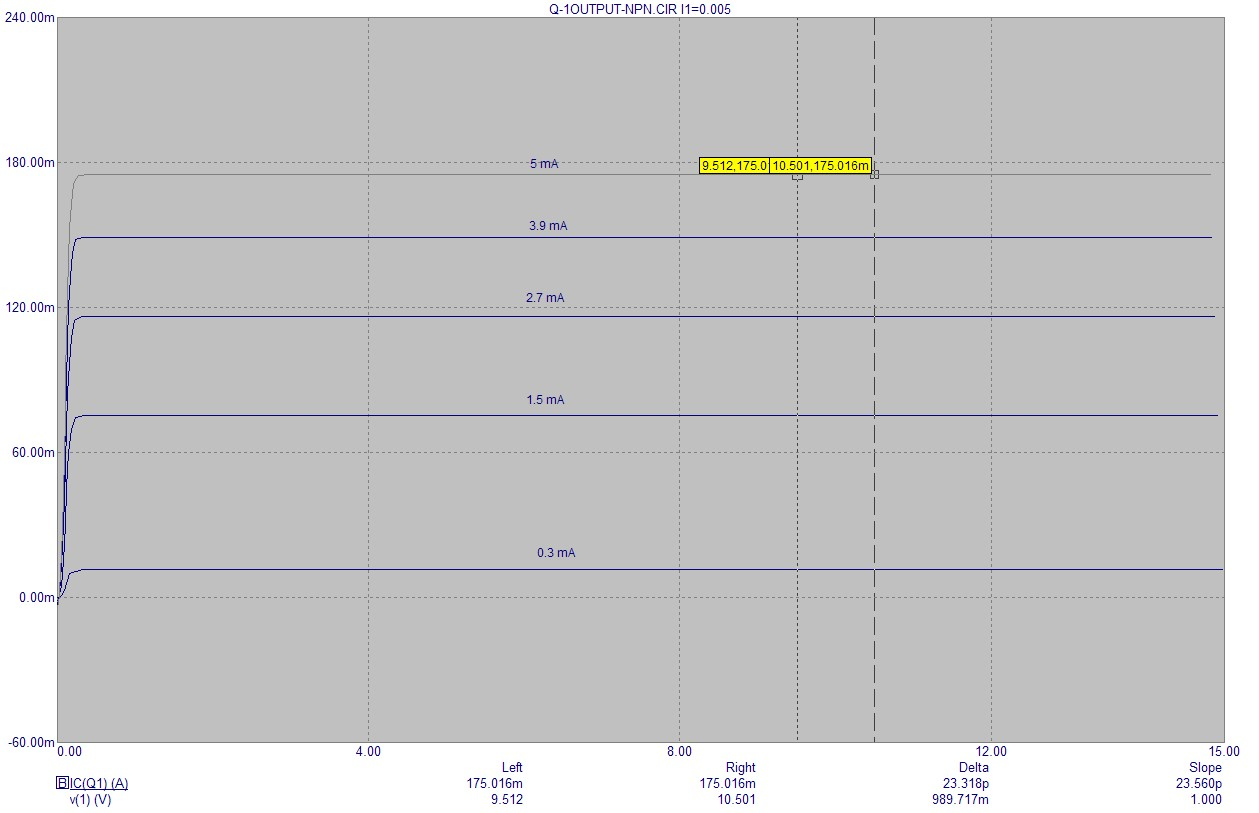 Q-1OUTPUT-NPN.CIR I1=0.005
240.00m
180.00m
5 mA
9.512,175.0
10.501,175.016m
3.9 mA
120.00m
2.7 mA
1.5 mA
60.00m
0.3 mA
0.00m
-60.00m
0.00 4.00 8.00 12.00 15.00
Left Right Delta Slope
B IC(Q1) (A) 175.016m 175.016m 23.318p 23.560p
v(1) (V) 9.512 10.501 989.717m 1.000